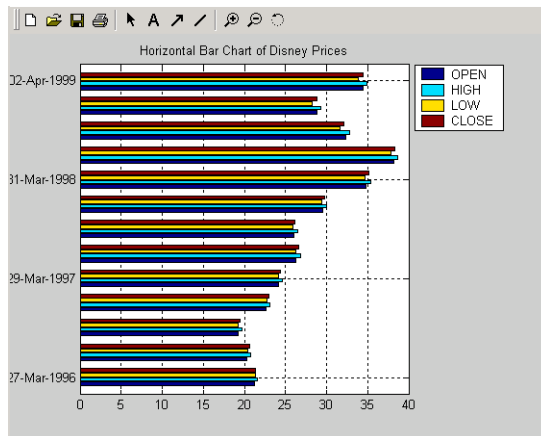 A
Horizontal Bar Chart of Disney Prices
02-Apr-1999
31-Mar-1998
29-Mar-1997
27-Mar-1996
0 5 10 15 20 25 30 35 40
OPEN
HIGH
LOW
CLOSE